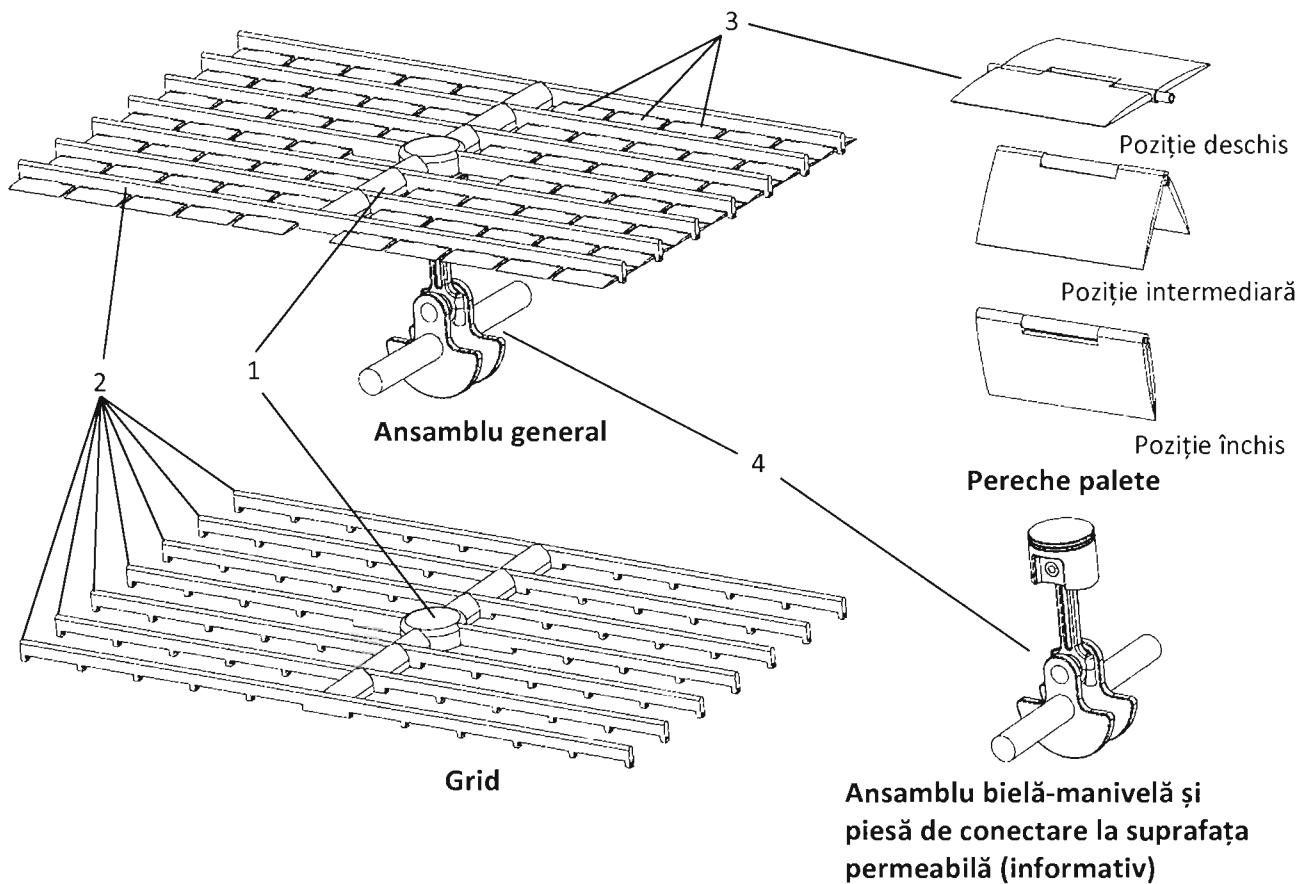 3
Poziție deschis
Poziție intermediară
2
1
Ansamblu general
4
Poziție închis
Pereche palete
Grid
Ansamblu bielă-manivelă și
piesă de conectare la suprafața
permeabilă (informativ)